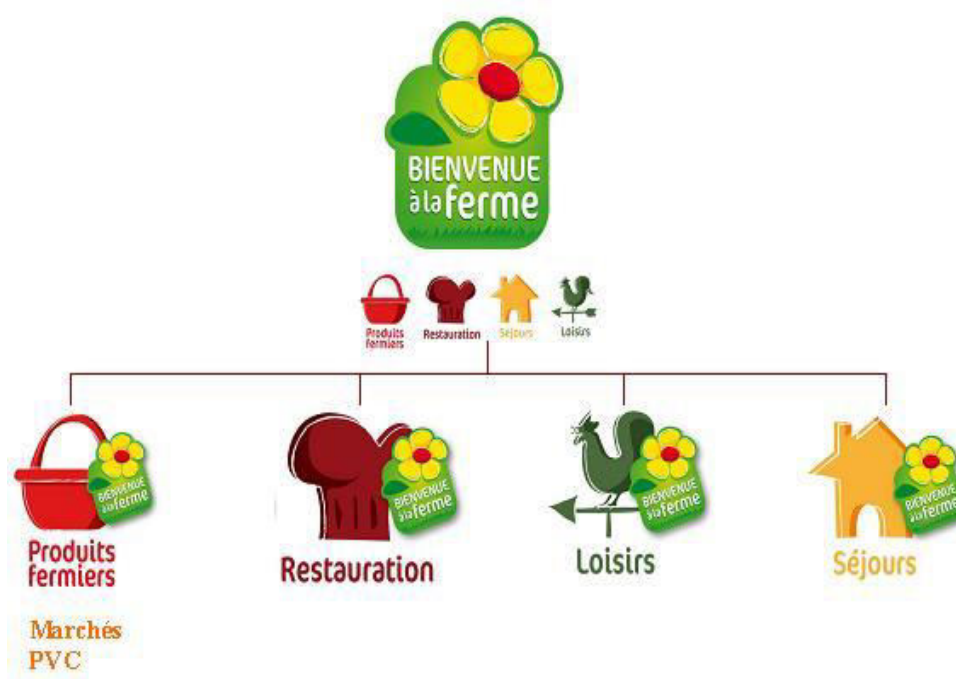 BIENVENUE
à la ferme
Produits
fermiers
Restauration
Séjours
Loisirs
BIENVENUE
à la ferme
BIENVENUE
à la ferme
BIENVENUE
à la ferme
BIENVENUE
à la ferme
Produits
fermiers
Restauration
Loisirs
Séjours
Marchés
PVC